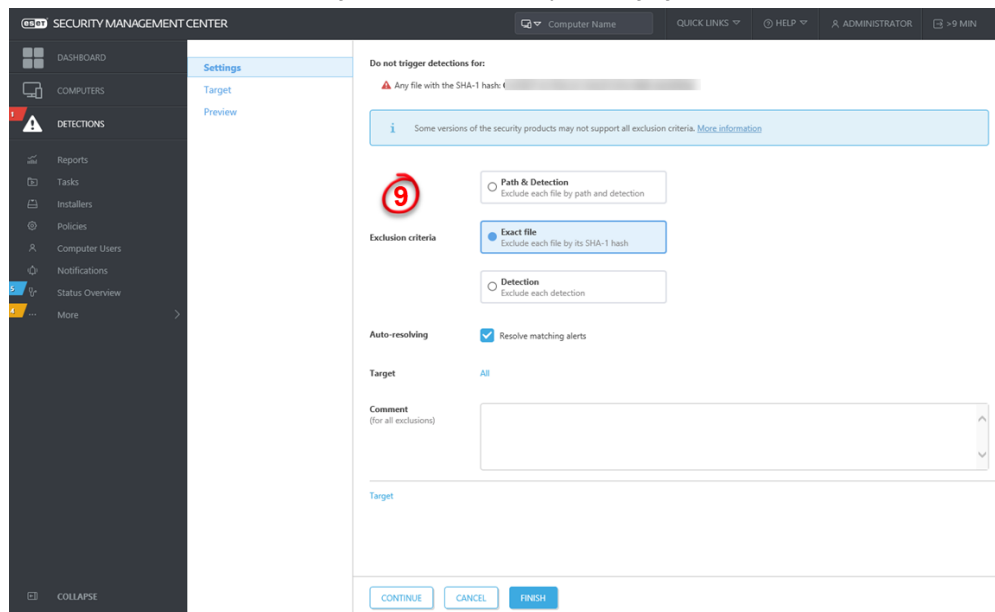 eset SECURITY MANAGEMENT CENTER
Computer Name
QUICK LINKS
HELP
ADMINISTRATOR
>9 MIN
DASHBOARD
COMPUTERS
1
DETECTIONS
Reports
Tasks
Installers
Policies
Computer Users
Notifications
5
Status Overview
4
More
COLLAPSE
Settings
Target
Preview
Do not trigger detections for:
Any file with the SHA-1 hash:
i Some versions of the security products may not support all exclusion criteria. More information
9
Path & Detection
Exclude each file by path and detection
Exclusion criteria
Exact file
Exclude each file by its SHA-1 hash
Detection
Exclude each detection
Auto-resolving
Resolve matching alerts
Target
All
Comment
(for all exclusions)
Target
CONTINUE
CANCEL
FINISH